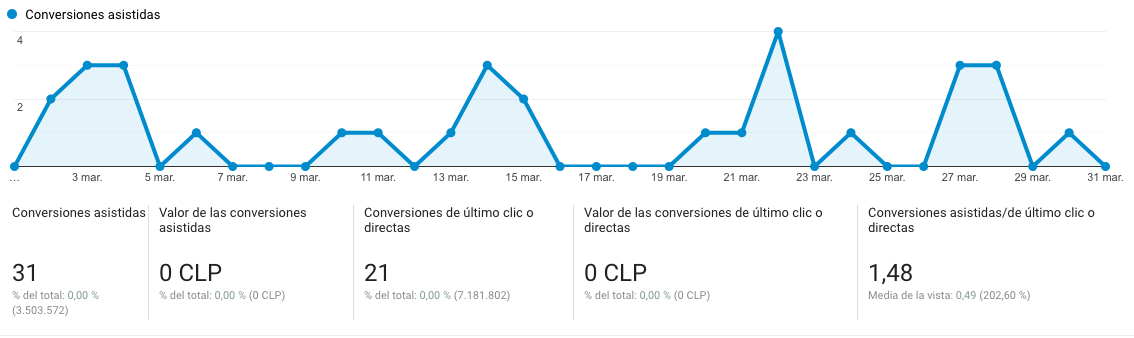 Conversiones asistidas
4
2
...
3 mar.
5 mar.
7 mar.
9 mar.
11 mar.
13 mar.
15 mar.
17 mar.
19 mar.
21 mar.
23 mar.
25 mar.
27 mar.
29 mar.
31 mar.
Conversiones asistidas
31
% del total: 0,00 %
(3.503.572)
Valor de las conversiones
asistidas
0 CLP
% del total: 0,00 % (0 CLP)
Conversiones de último clic o
directas
21
% del total: 0,00 % (7.181.802)
Valor de las conversiones de último clic o
directas
0 CLP
% del total: 0,00 % (0 CLP)
Conversiones asistidas/de último clic o
directas
1,48
Media de la vista: 0,49 (202,60 %)